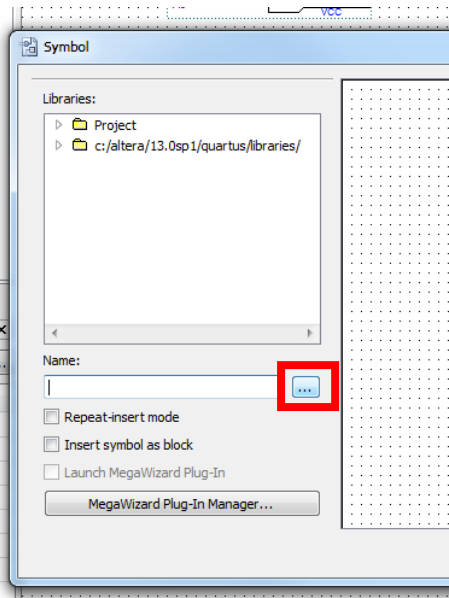 VCC
Symbol
Libraries:
Project
c:/altera/13.0sp1/quartus/libraries/
Name:
...
Repeat-insert mode
Insert symbol as block
Launch MegaWizard Plug-In
MegaWizard Plug-In Manager...